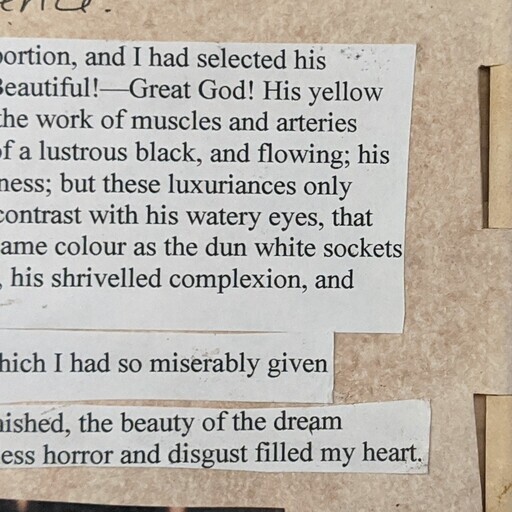 portion, and I had selected his
Beautiful!—Great God! His yellow
the work of muscles and arteries
of a lustrous black, and flowing; his
ness; but these luxuriances only
contrast with his watery eyes, that
ame colour as the dun white sockets
, his shrivelled complexion, and
hich I had so miserably given
nished, the beauty of the dream
ess horror and disgust filled my heart.